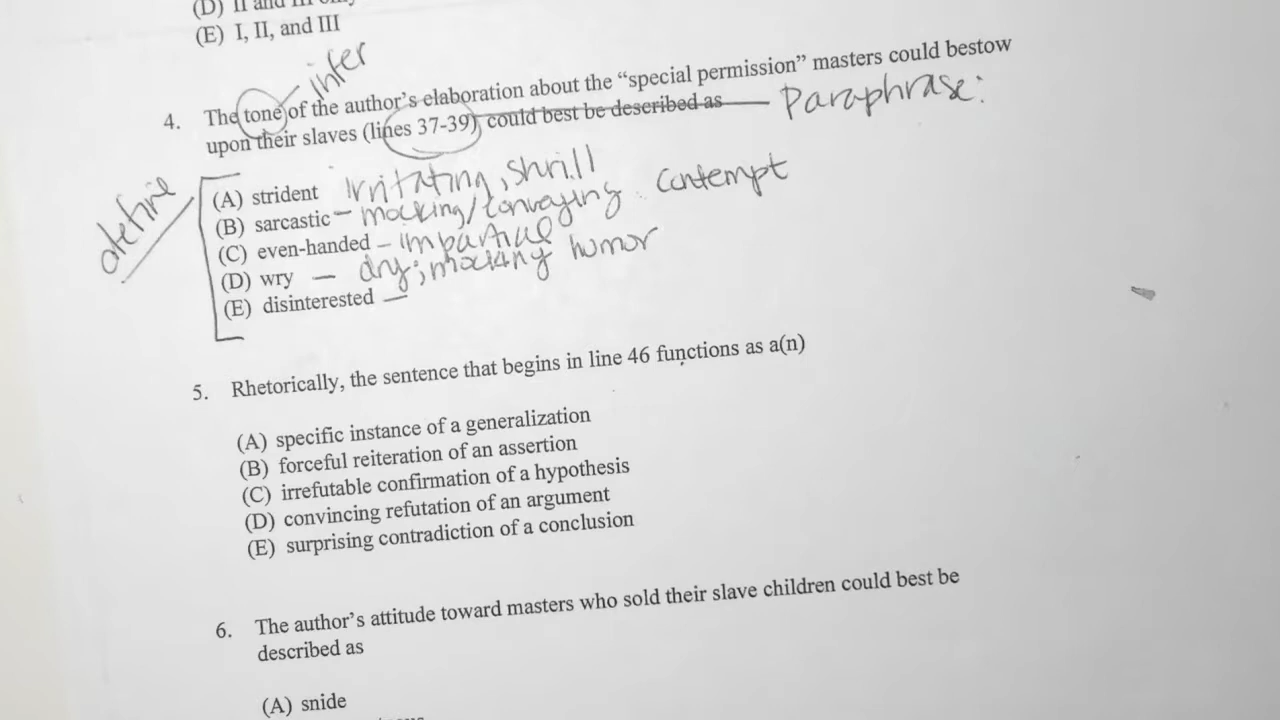 (D) II and III only
(E) I, II, and III
infer
4. The tone of the author's elaboration about the "special permission" masters could bestow
upon their slaves (lines 37-39) could best be described as
Paraphrase:
define
(A) strident irritating, shrill
(B) sarcastic – mocking/conveying contempt
(C) even-handed – impartial
(D) wry – dry; mocking humor
(E) disinterested –
5. Rhetorically, the sentence that begins in line 46 functions as a(n)
(A) specific instance of a generalization
(B) forceful reiteration of an assertion
(C) irrefutable confirmation of a hypothesis
(D) convincing refutation of an argument
(E) surprising contradiction of a conclusion
6. The author's attitude toward masters who sold their slave children could best be
described as
(A) snide